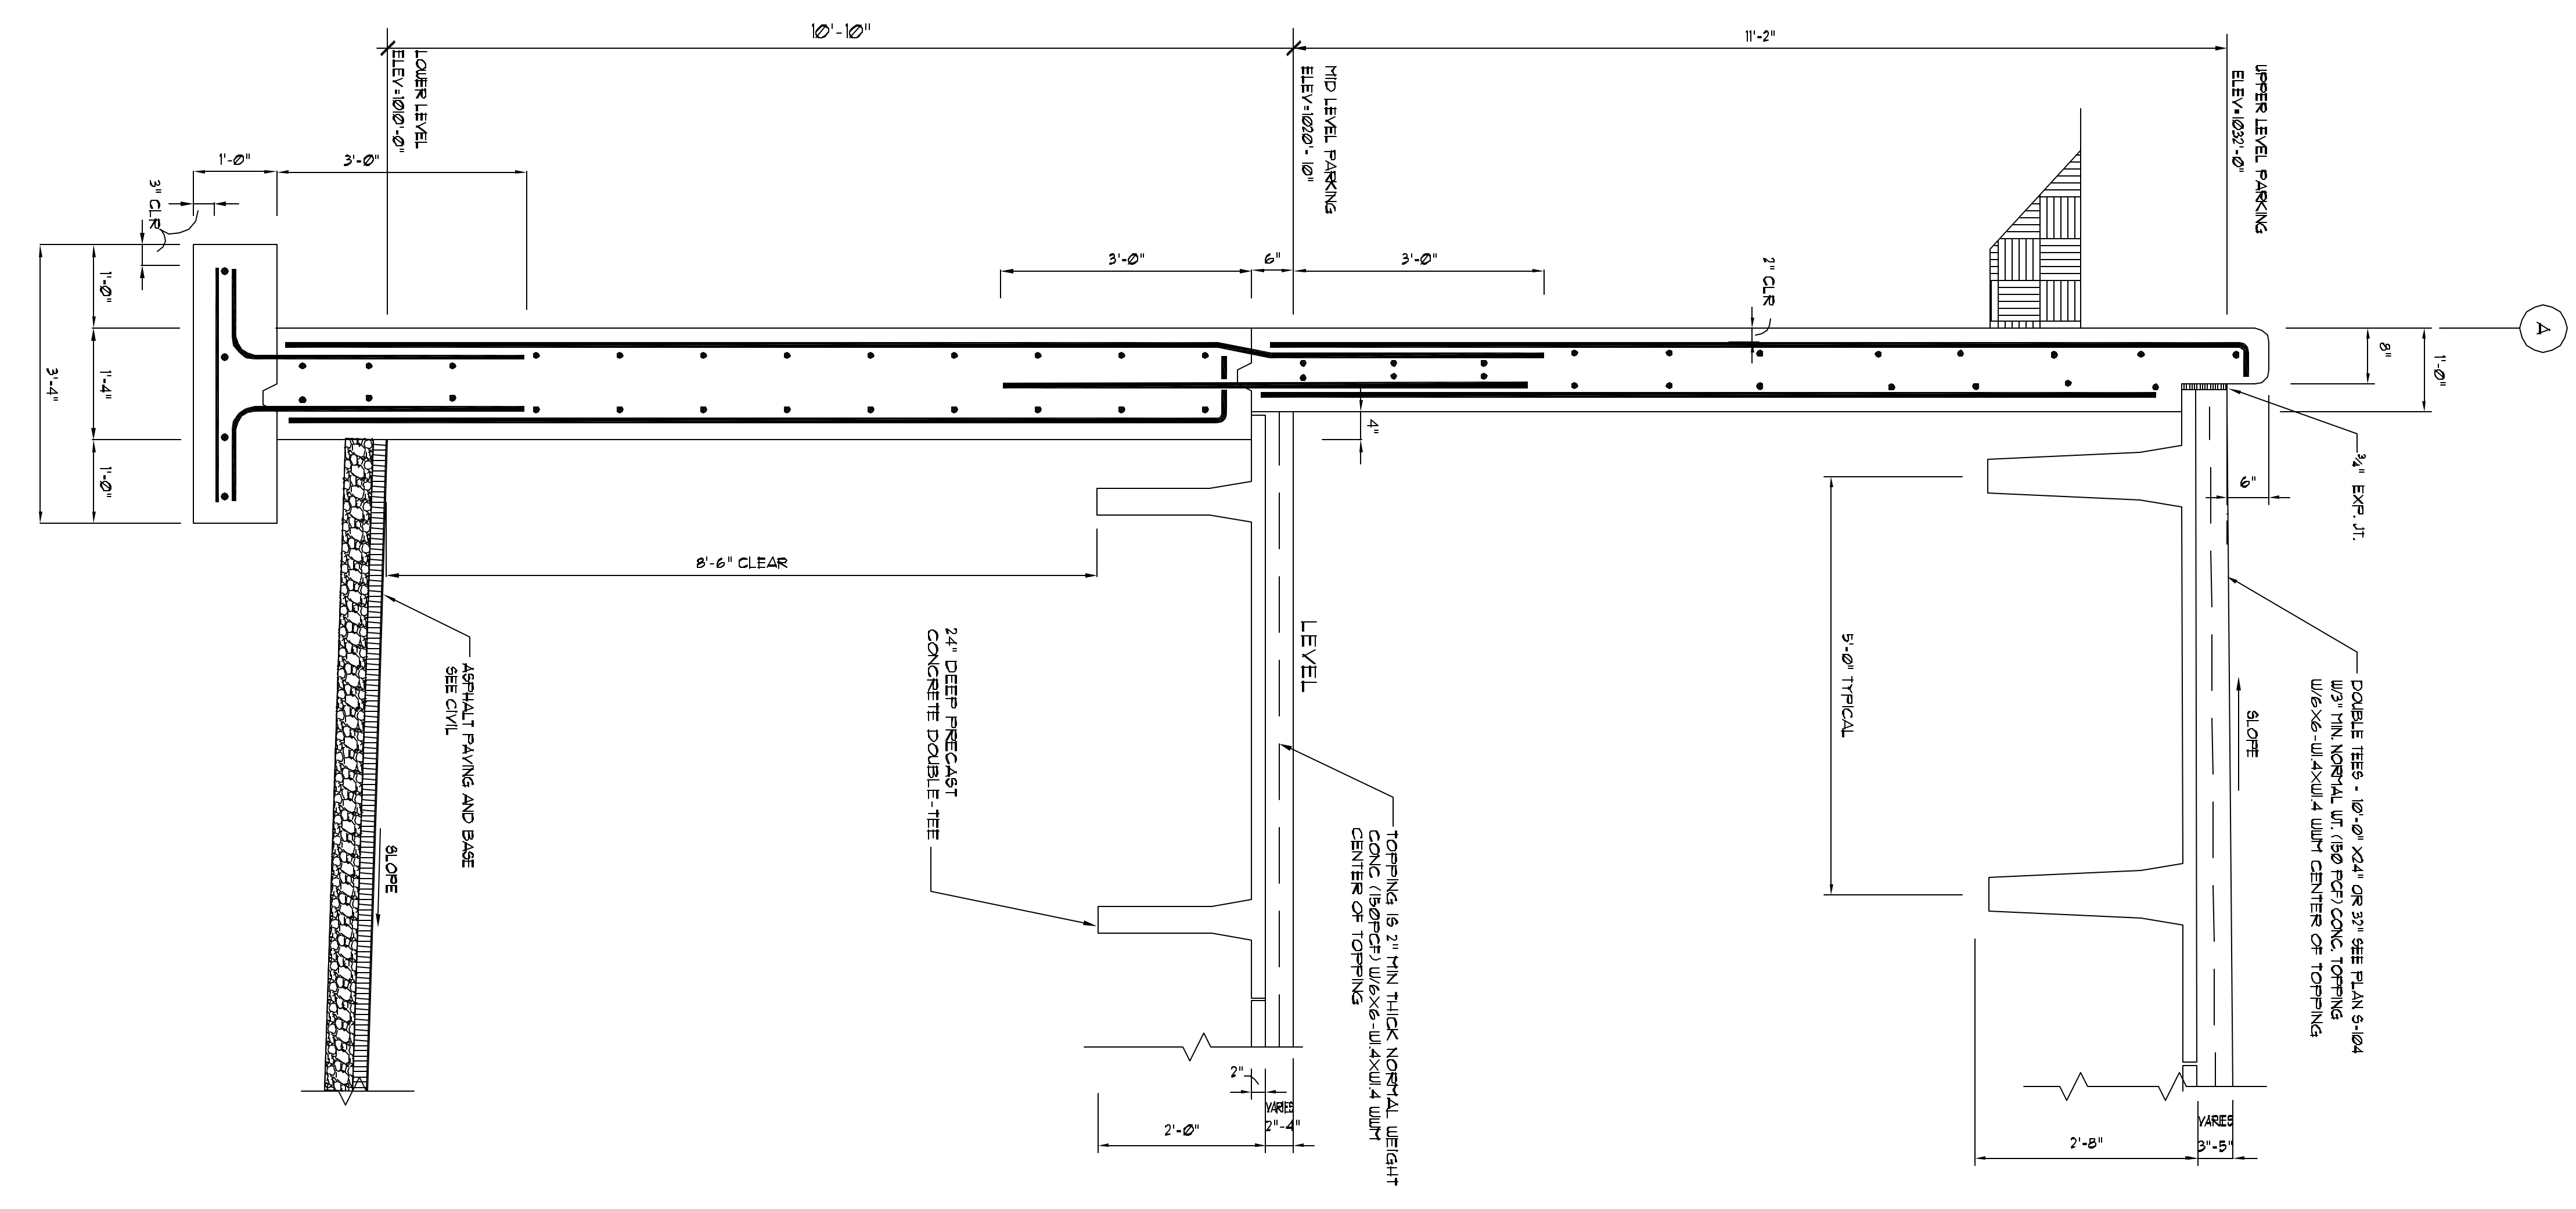 10'-10"
11'-2"
LOWER LEVEL
ELEV=1010'-0"
MID LEVEL PARKING
ELEV=1020'- 10"
UPPER LEVEL PARKING
ELEV=1032'-0"
1'-0"
3'-0"
3" CLR
3'-0"
6"
3'-0"
2" CLR
A
8"
1'-0"
1'-0"
1'-4"
1'-0"
3'-4"
4"
3/4" EXP. JT.
6"
8'-6" CLEAR
LEVEL
5'-0" TYPICAL
SLOPE
DOUBLE TEES - 10'-0" X24" OR 32" SEE PLAN S-104
W/3" MIN. NORMAL WT. (150 PCF) CONC. TOPPING
W/6X6-W1.4XW1.4 WWM CENTER OF TOPPING
24" DEEP PRECAST
CONCRETE DOUBLE-TEE
ASPHALT PAVING AND BASE
SEE CIVIL
SLOPE
TOPPING IS 2" MIN THICK NORMAL WEIGHT
CONC (150PCF) W/6X6-W1.4XW1.4 WWM
CENTER OF TOPPING
2"
VARIES
2"-4"
2'-0"
VARIES
3"-5"
2'-8"